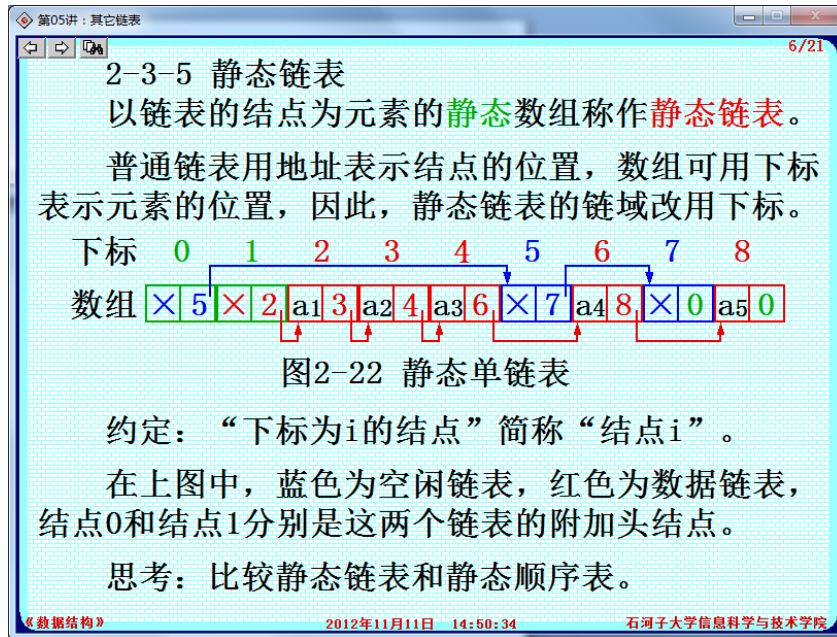 第05讲：其它链表
6/21
2-3-5 静态链表
以链表的结点为元素的静态数组称作静态链表。
普通链表用地址表示结点的位置，数组可用下标
表示元素的位置，因此，静态链表的链域改用下标。
下标 0 1 2 3 4 5 6 7 8
数组 × 5 × 2 a1 3 a2 4 a3 6 × 7 a4 8 × 0 a5 0
图2-22 静态单链表
约定：“下标为i的结点”简称“结点i”。
在上图中，蓝色为空闲链表，红色为数据链表，
结点0和结点1分别是这两个链表的附加头结点。
思考：比较静态链表和静态顺序表。
《数据结构》 2012年11月11日 14:50:34 石河子大学信息科学与技术学院